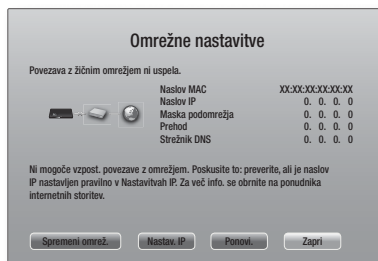 Omrežne nastavitve
Povezava z žičnim omrežjem ni uspela.
Naslov MAC XX:XX:XX:XX:XX:XX
Naslov IP 0. 0. 0. 0
Maska podomrežja 0. 0. 0. 0
Prehod 0. 0. 0. 0
Strežnik DNS 0. 0. 0. 0
Ni mogoče vzpost. povezave z omrežjem. Poskusite to: preverite, ali je naslov
IP nastavljen pravilno v Nastavitvah IP. Za več info. se obrnite na ponudnika
internetnih storitev.
Spremeni omrež. Nastav. IP Ponovi. Zapri